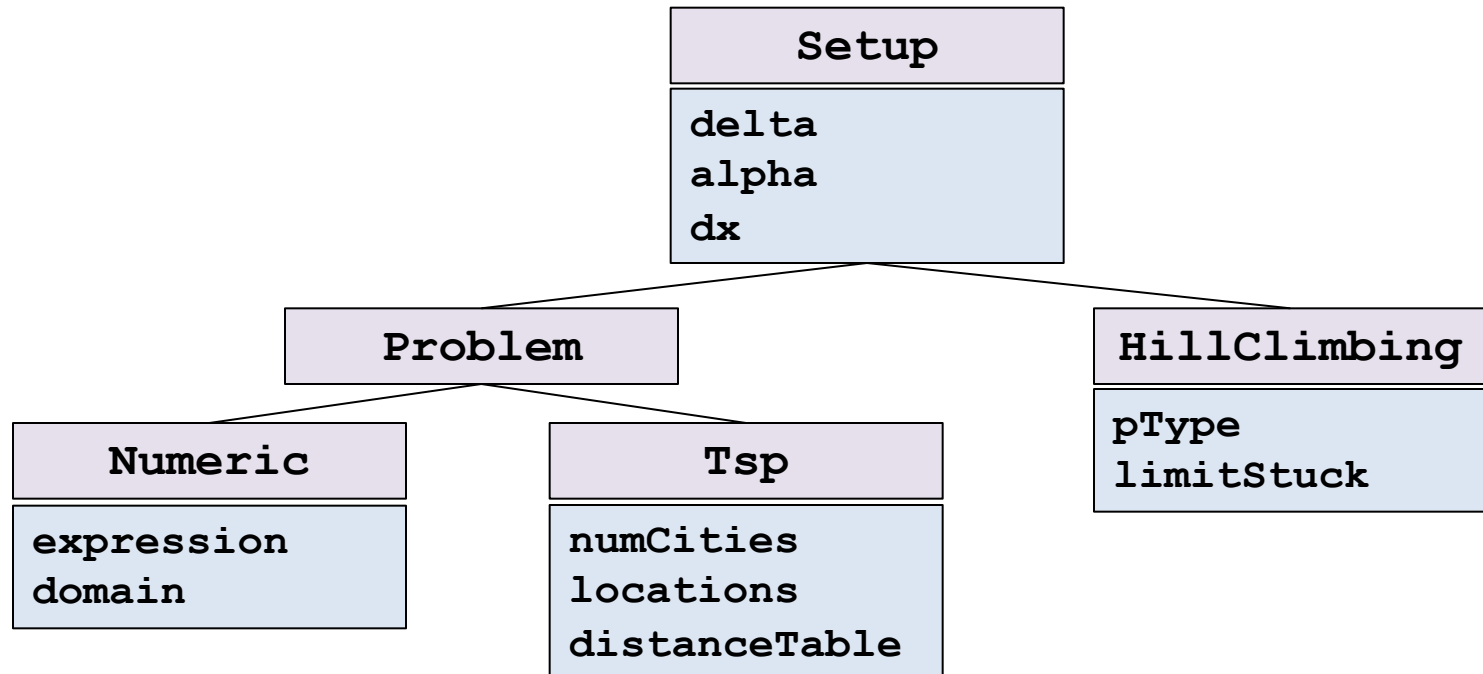 Setup
delta
alpha
dx
Problem
HillClimbing
pType
limitStuck
Numeric
expression
domain
Tsp
numCities
locations
distanceTable